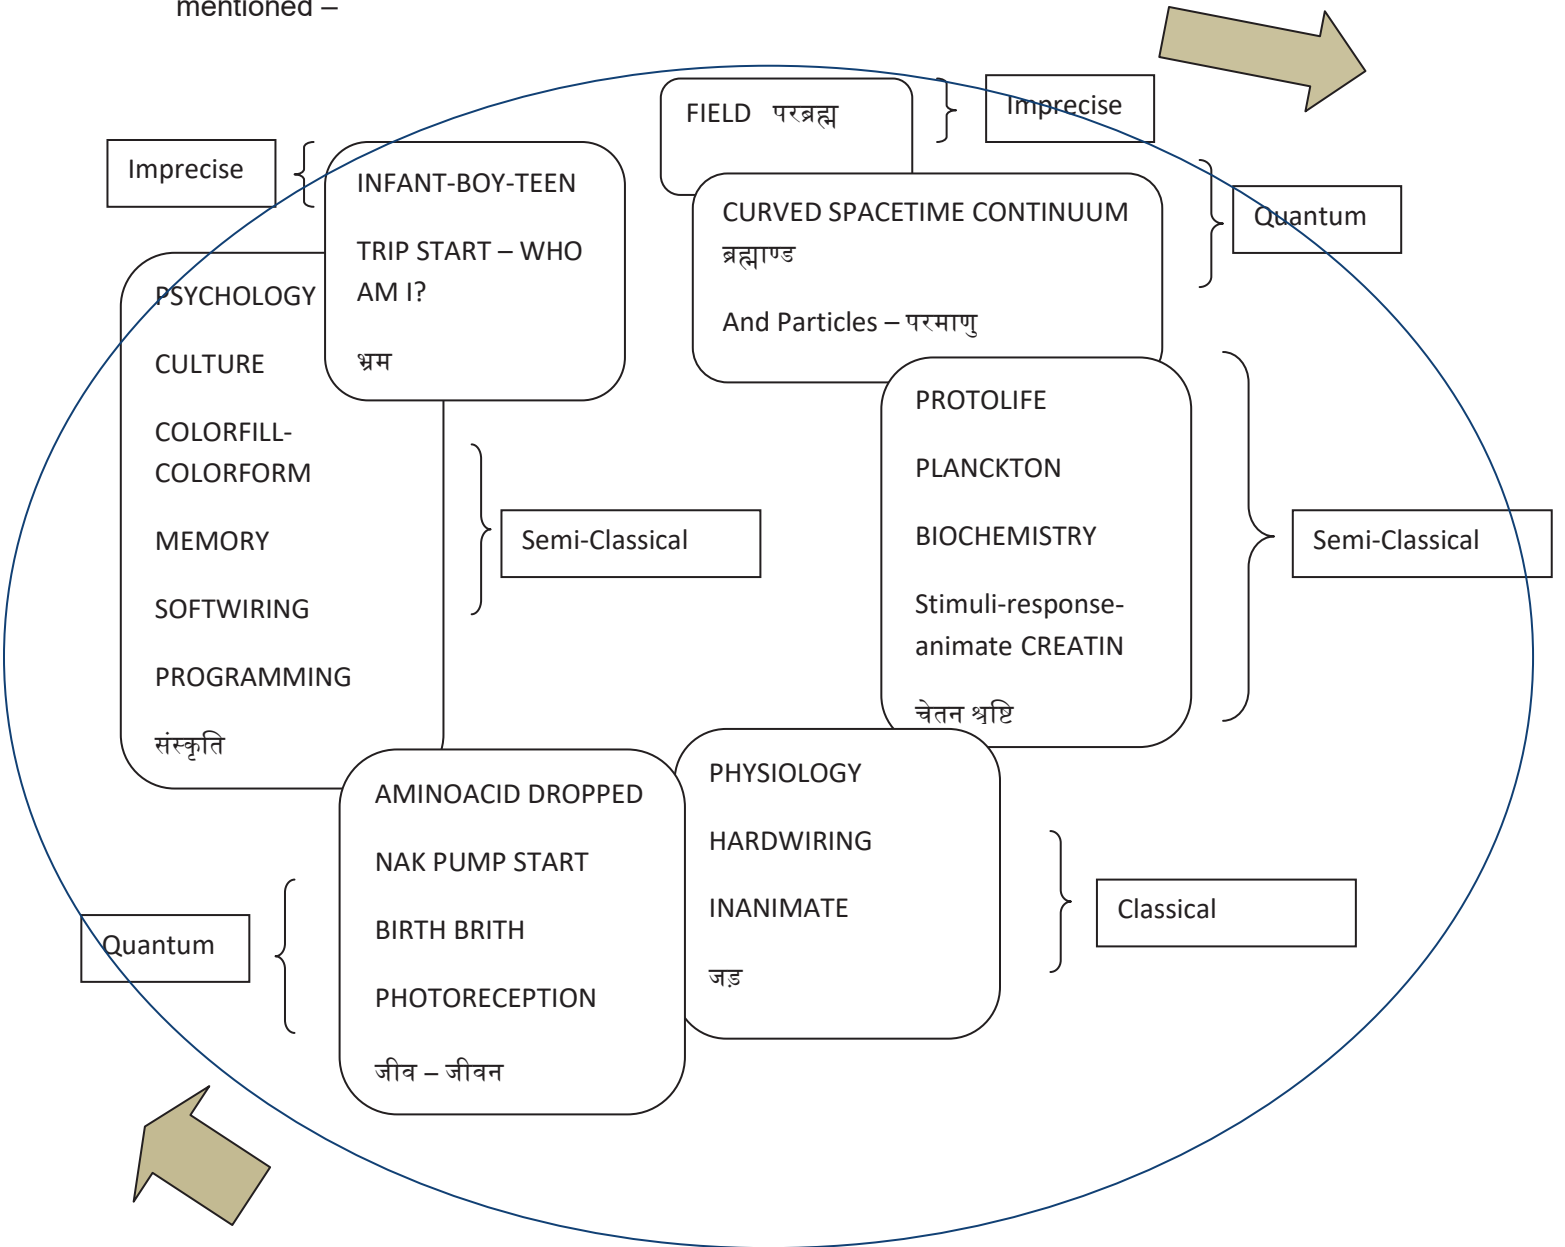 mentioned –
FIELD परब्रह्म
Imprecise
Imprecise
INFANT-BOY-TEEN
TRIP START – WHO
AM I?
भ्रम
CURVED SPACETIME CONTINUUM
ब्रह्माण्ड
And Particles – परमाणु
Quantum
PSYCHOLOGY
CULTURE
COLORFILL-
COLORFORM
MEMORY
SOFTWIRING
PROGRAMMING
संस्कृति
Semi-Classical
PROTOLIFE
PLANCKTON
BIOCHEMISTRY
Stimuli-response-
animate CREATIN
चेतन श्रृष्टि
Semi-Classical
AMINOACID DROPPED
NAK PUMP START
BIRTH BRITH
PHOTORECEPTION
जीव – जीवन
Quantum
PHYSIOLOGY
HARDWIRING
INANIMATE
जड़
Classical